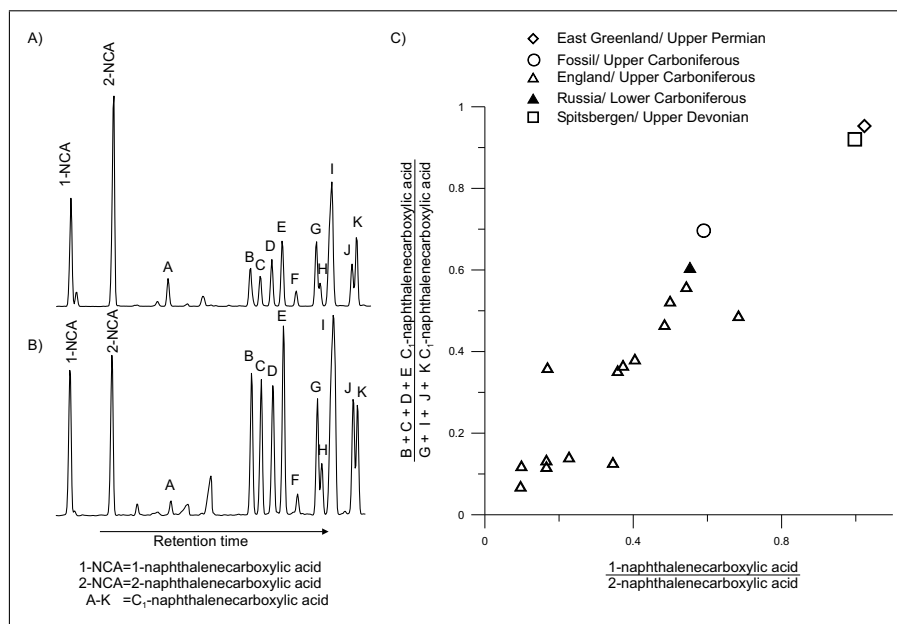 A)
1-NCA
2-NCA
A
B
C
D
E
F
G
H
I
J
K
B)
1-NCA
2-NCA
A
B
C
D
E
F
G
H
I
J
K
Retention time
1-NCA=1-naphthalenecarboxylic acid
2-NCA=2-naphthalenecarboxylic acid
A-K =C₁-naphthalenecarboxylic acid
C)
East Greenland/ Upper Permian
Fossil/ Upper Carboniferous
England/ Upper Carboniferous
Russia/ Lower Carboniferous
Spitsbergen/ Upper Devonian
B + C + D + E C₁-naphthalenecarboxylic acid
G + I + J + K C₁-naphthalenecarboxylic acid
1
0.8
0.6
0.4
0.2
0
0
0.4
0.8
1-naphthalenecarboxylic acid
2-naphthalenecarboxylic acid